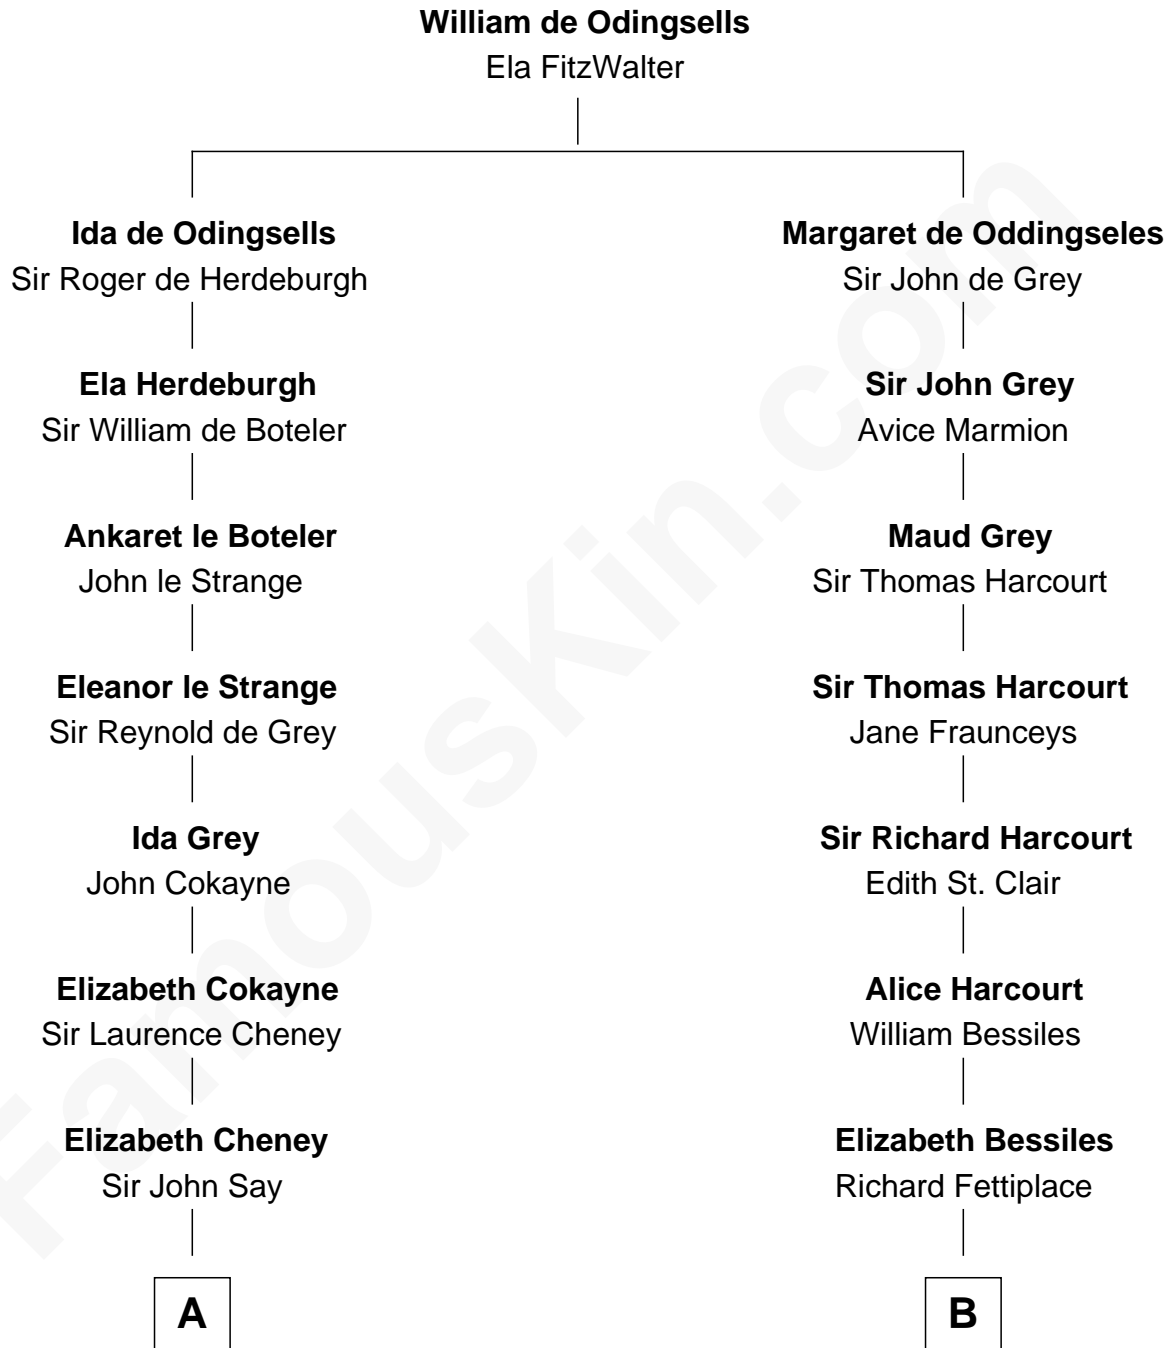 William de Odingsells
Ela FitzWalter
Ida de Odingsells
Sir Roger de Herdeburgh
Margaret de Oddingseles
Sir John de Grey
Ela Herdeburgh
Sir William de Boteler
Sir John Grey
Avice Marmion
Ankaret le Boteler
John le Strange
Maud Grey
Sir Thomas Harcourt
Eleanor le Strange
Sir Reynold de Grey
Sir Thomas Harcourt
Jane Fraunceys
Ida Grey
John Cokayne
Sir Richard Harcourt
Edith St. Clair
Elizabeth Cokayne
Sir Laurence Cheney
Alice Harcourt
William Bessiles
Elizabeth Cheney
Sir John Say
Elizabeth Bessiles
Richard Fettiplace
A
B
FamousKin.com